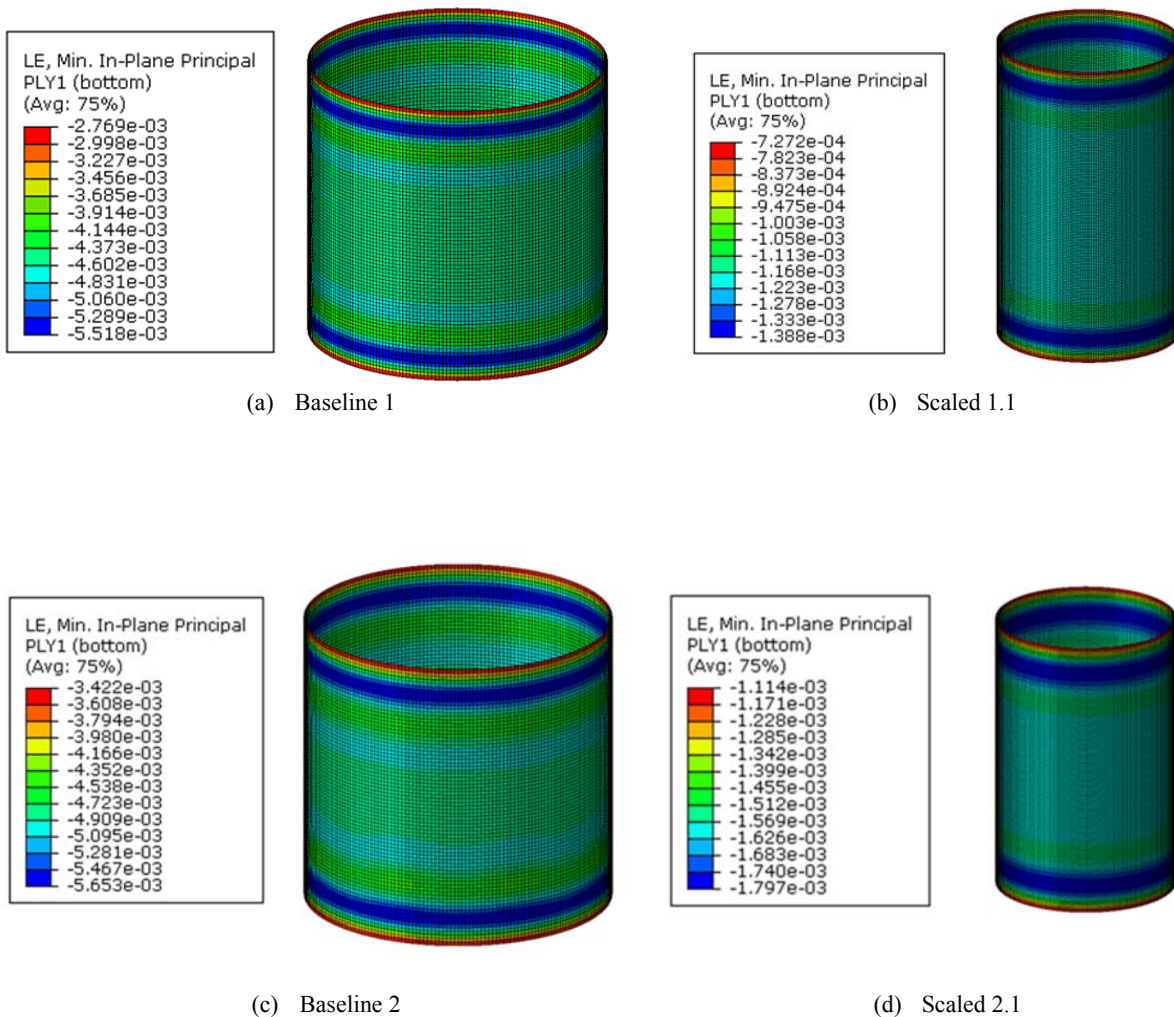 LE, Min. In-Plane Principal
PLY1 (bottom)
(Avg: 75%)
-2.769e-03
-2.998e-03
-3.227e-03
-3.456e-03
-3.685e-03
-3.914e-03
-4.144e-03
-4.373e-03
-4.602e-03
-4.831e-03
-5.060e-03
-5.289e-03
-5.518e-03
(a) Baseline 1
LE, Min. In-Plane Principal
PLY1 (bottom)
(Avg: 75%)
-7.272e-04
-7.823e-04
-8.373e-04
-8.924e-04
-9.475e-04
-1.003e-03
-1.058e-03
-1.113e-03
-1.168e-03
-1.223e-03
-1.278e-03
-1.333e-03
-1.388e-03
(b) Scaled 1.1
LE, Min. In-Plane Principal
PLY1 (bottom)
(Avg: 75%)
-3.422e-03
-3.608e-03
-3.794e-03
-3.980e-03
-4.166e-03
-4.352e-03
-4.538e-03
-4.723e-03
-4.909e-03
-5.095e-03
-5.281e-03
-5.467e-03
-5.653e-03
(c) Baseline 2
LE, Min. In-Plane Principal
PLY1 (bottom)
(Avg: 75%)
-1.114e-03
-1.171e-03
-1.228e-03
-1.285e-03
-1.342e-03
-1.399e-03
-1.455e-03
-1.512e-03
-1.569e-03
-1.626e-03
-1.683e-03
-1.740e-03
-1.797e-03
(d) Scaled 2.1